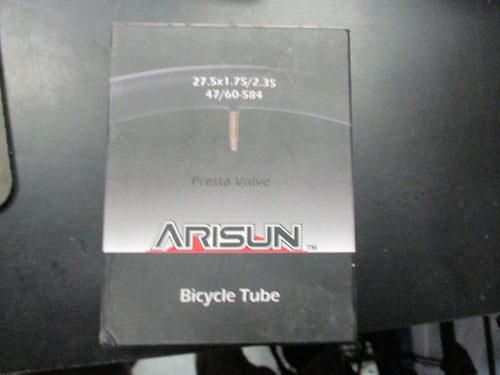 27.5x1.75/2.35
47/60-584
Presta Valve
ARISUN TM
Bicycle Tube